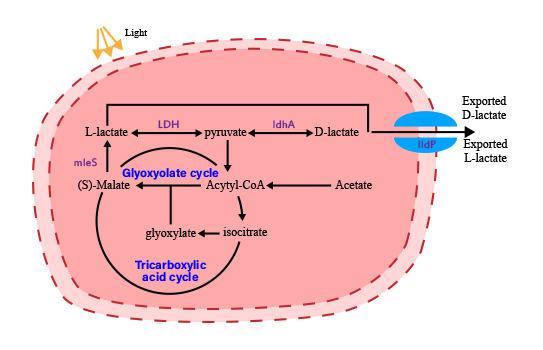 Light
Exported
D-lactate
L-lactate
LDH
pyruvate
ldhA
D-lactate
lldP
Exported
L-lactate
mleS
Glyoxyolate cycle
(S)-Malate
Acytyl-CoA
Acetate
glyoxylate
isocitrate
Tricarboxylic
acid cycle